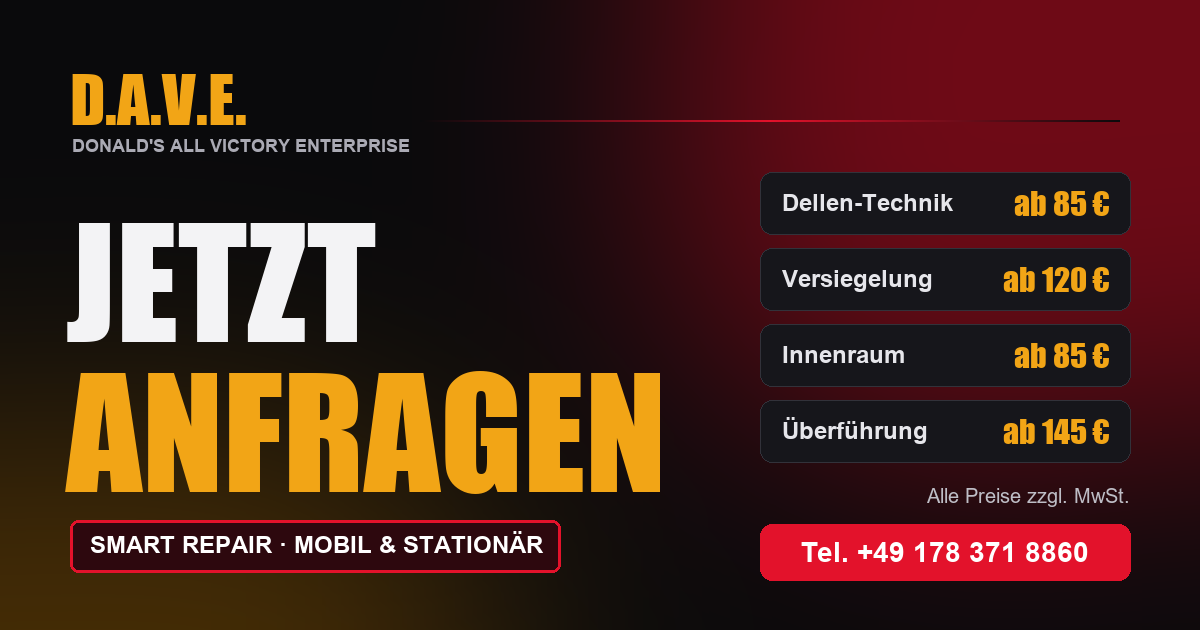 D.A.V.E.
DONALD'S ALL VICTORY ENTERPRISE
JETZT
ANFRAGEN
SMART REPAIR · MOBIL & STATIONÄR
Dellen-Technik ab 85 €
Versiegelung ab 120 €
Innenraum ab 85 €
Überführung ab 145 €
Alle Preise zzgl. MwSt.
Tel. +49 178 371 8860